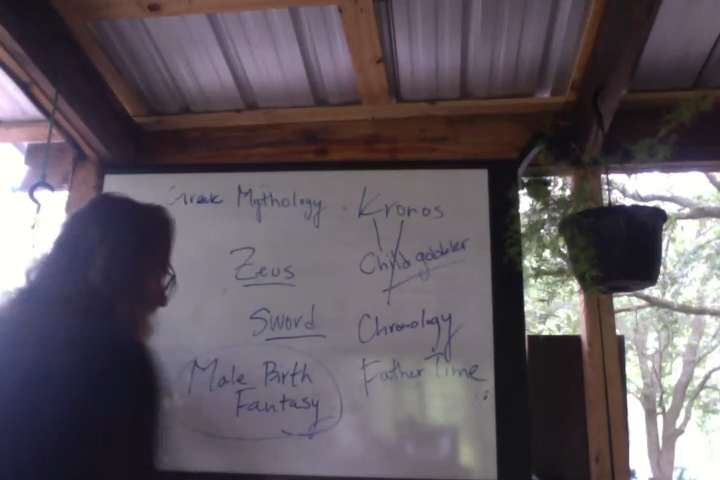 Greek Mythology . Kronos
Zeus
Child gobbler
Sword
Chronology
Male Birth
Fantasy
Father Time